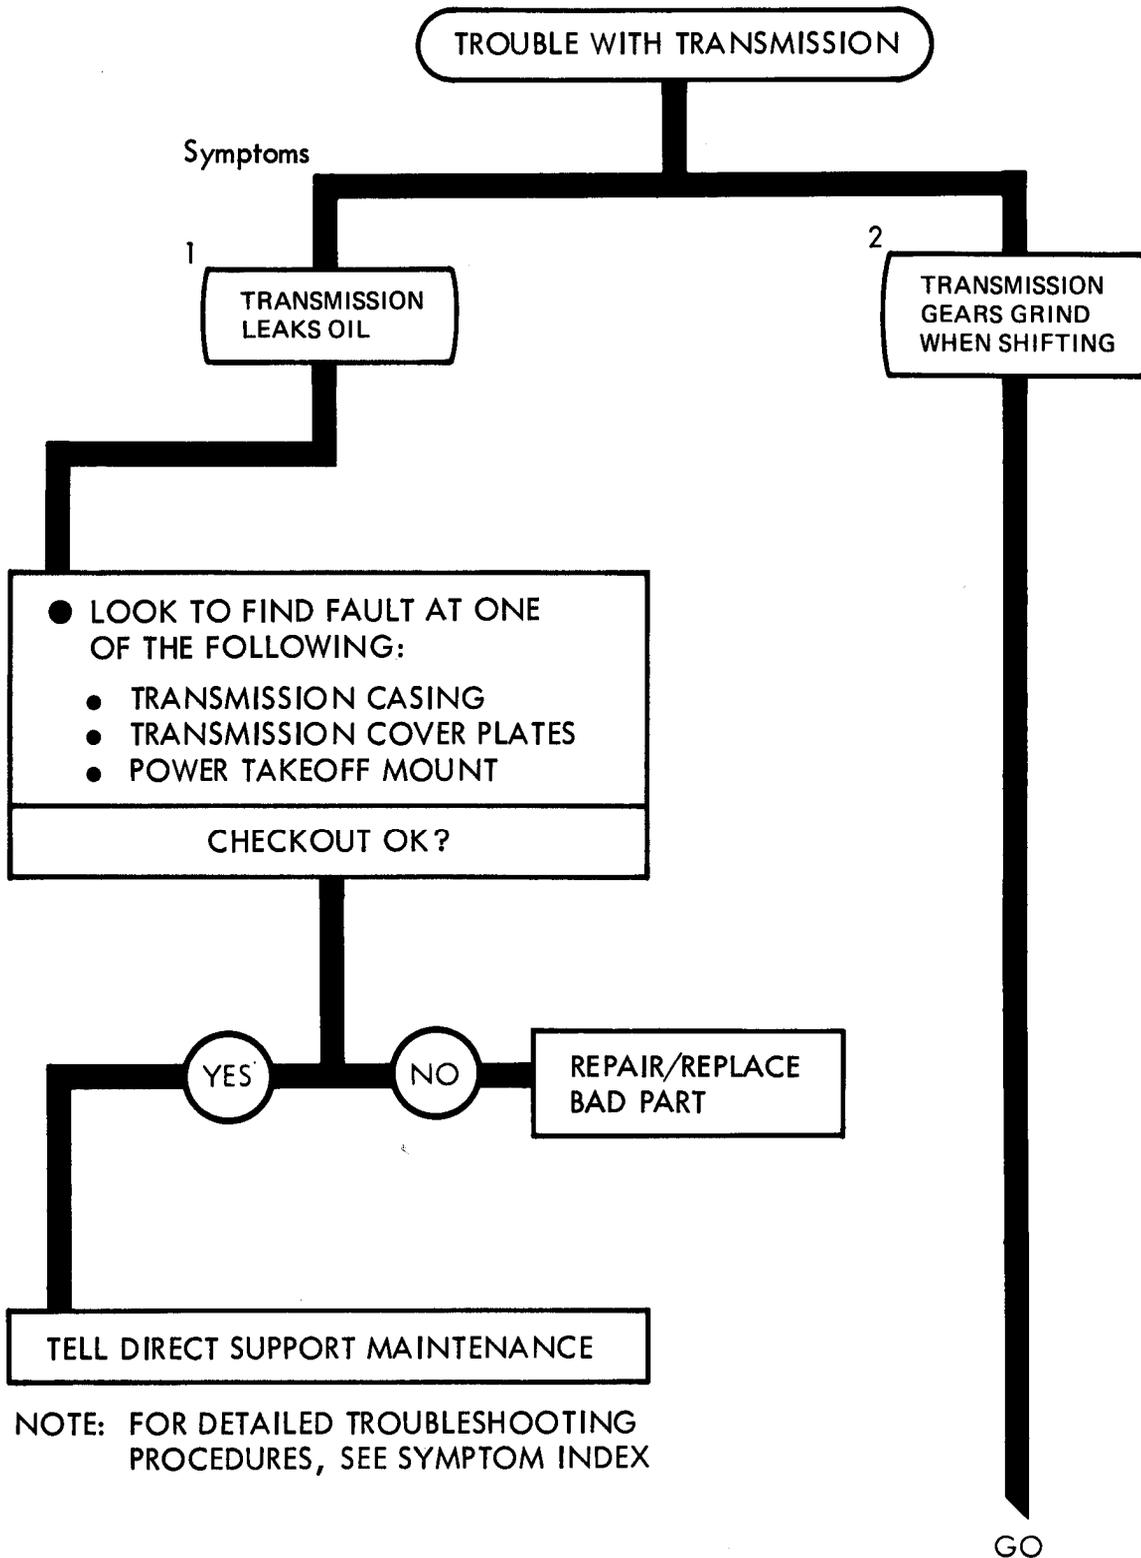 TROUBLE WITH TRANSMISSION
Symptoms
1
TRANSMISSION
LEAKS OIL
2
TRANSMISSION
GEARS GRIND
WHEN SHIFTING
● LOOK TO FIND FAULT AT ONE
OF THE FOLLOWING:
● TRANSMISSION CASING
● TRANSMISSION COVER PLATES
● POWER TAKEOFF MOUNT
CHECKOUT OK?
YES
NO
REPAIR/REPLACE
BAD PART
TELL DIRECT SUPPORT MAINTENANCE
NOTE: FOR DETAILED TROUBLESHOOTING
PROCEDURES, SEE SYMPTOM INDEX
GO